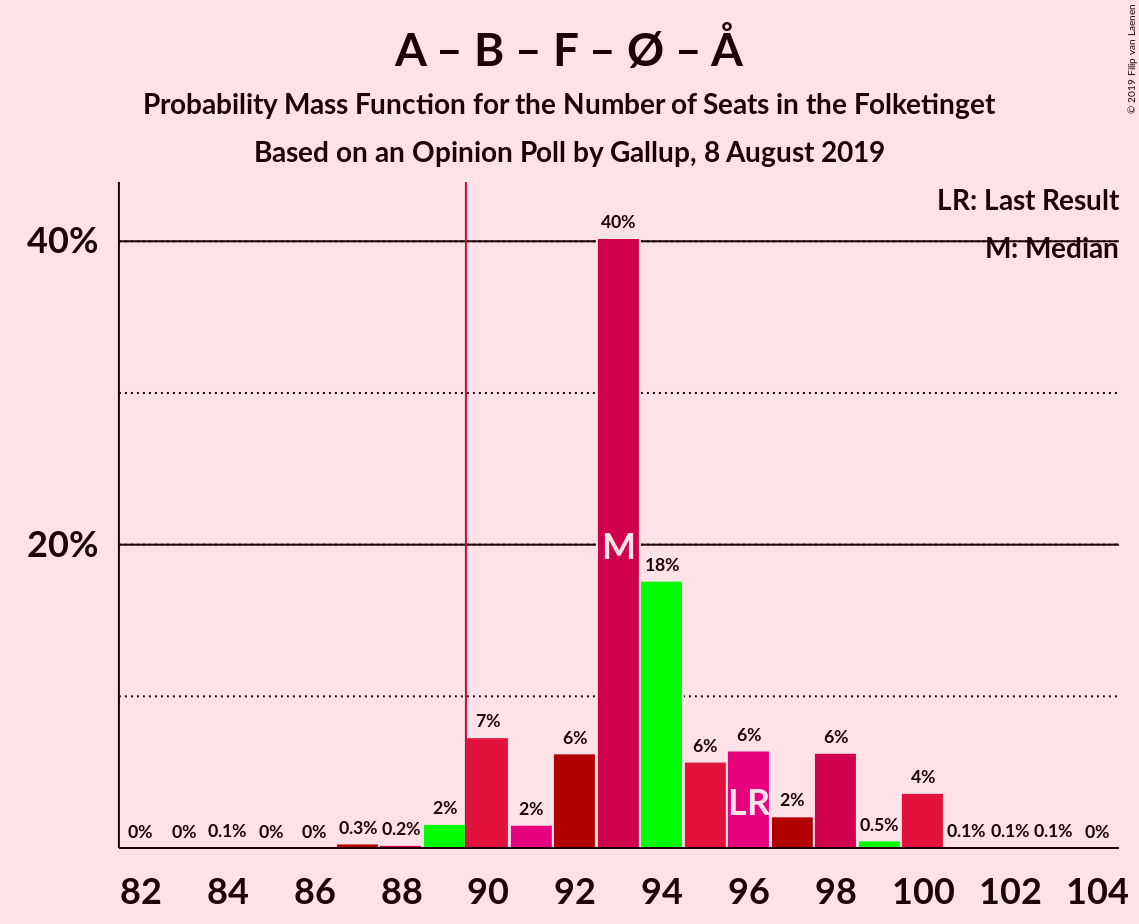 A – B – F – Ø – Å
Probability Mass Function for the Number of Seats in the Folketinget
Based on an Opinion Poll by Gallup, 8 August 2019
© 2019 Filip van Laenen
LR: Last Result
M: Median
40%
20%
0%
0%
0.1%
0%
0%
0.3%
0.2%
2%
7%
2%
6%
40%
M
18%
6%
6%
LR
2%
6%
0.5%
4%
0.1%
0.1%
0.1%
0%
82 84 86 88 90 92 94 96 98 100 102 104